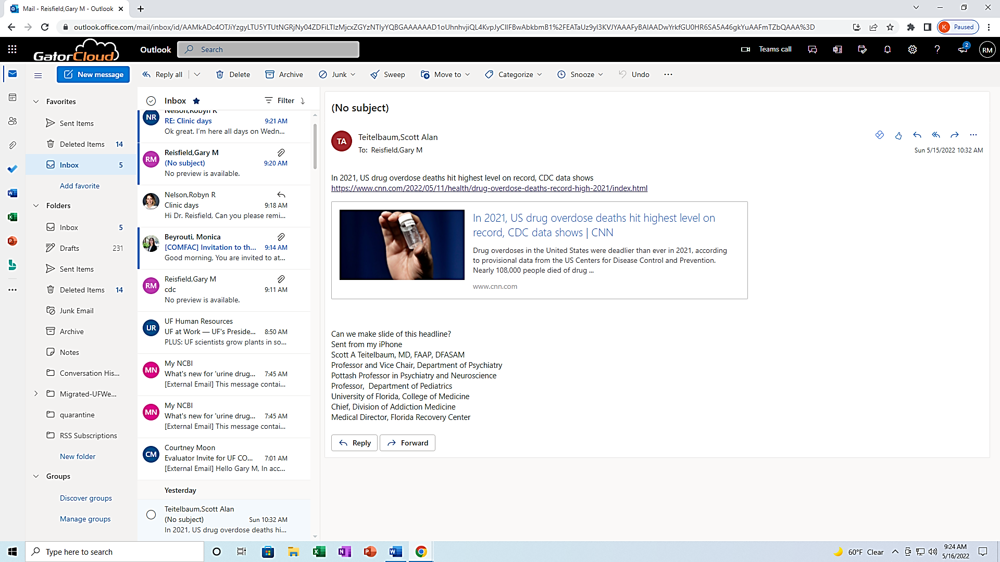 Mail - Reisfield,Gary M - Outlook
outlook.office.com/mail/inbox/id/AAMkADc4OTJiYzgyLTU5YTUtNGRjNy04ZDFiLTIzMjcxZGYzNTIyYQBGAAAAAAD1oUhnhvjiQL4KvpJyCIIFBwAbkbmB1%2FEATaUz9yI3KVJYAAAFyBAIAADwYrkfGU0HR6SA5A46gkYuAAFmTZbQAAA%3D
K Paused
GatorCloud
Outlook
Search
Teams call
2
RM
New message
Reply all
Delete
Archive
Junk
Sweep
Move to
Categorize
Snooze
Undo
Favorites
Sent Items
Deleted Items 14
Inbox 5
Add favorite
Folders
Inbox 5
Drafts 231
Sent Items
Deleted Items 14
Junk Email
Archive
Notes
Conversation His...
Migrated-UFWe...
quarantine
RSS Subscriptions
New folder
Groups
Discover groups
Manage groups
Inbox
Filter
NR
Nelson,Robyn R
RE: Clinic days 9:21 AM
Ok great. I'm here all days on Wedn...
RM
Reisfield,Gary M
(No subject) 9:20 AM
No preview is available.
Nelson,Robyn R
Clinic days 9:18 AM
Hi Dr. Reisfield, Can you please remi...
Beyrouti, Monica
[COMFAC] Invitation to th... 9:14 AM
Good morning, You are invited to at...
RM
Reisfield,Gary M
cdc 9:11 AM
No preview is available.
UR
UF Human Resources
UF at Work — UF's Preside... 8:50 AM
PLUS: UF scientists grow plants in so...
MN
My NCBI
What's new for 'urine drug... 7:45 AM
[External Email] This message contai...
MN
My NCBI
What's new for 'urine drug... 7:45 AM
[External Email] This message contai...
CM
Courtney Moon
Evaluator Invite for UF CO... 7:01 AM
[External Email] Hello Gary M, In acc...
Yesterday
Teitelbaum,Scott Alan
(No subject) Sun 10:32 AM
In 2021, US drug overdose deaths hi...
(No subject)
TA
Teitelbaum,Scott Alan
To: Reisfield,Gary M
Sun 5/15/2022 10:32 AM
In 2021, US drug overdose deaths hit highest level on record, CDC data shows
https://www.cnn.com/2022/05/11/health/drug-overdose-deaths-record-high-2021/index.html
In 2021, US drug overdose deaths hit highest level on
record, CDC data shows | CNN
Drug overdoses in the United States were deadlier than ever in 2021, according
to provisional data from the US Centers for Disease Control and Prevention.
Nearly 108,000 people died of drug ...
www.cnn.com
Can we make slide of this headline?
Sent from my iPhone
Scott A Teitelbaum, MD, FAAP, DFASAM
Professor and Vice Chair, Department of Psychiatry
Pottash Professor in Psychiatry and Neuroscience
Professor,  Department of Pediatrics
University of Florida, College of Medicine
Chief, Division of Addiction Medicine
Medical Director, Florida Recovery Center
Reply
Forward
Type here to search
60°F Clear
9:24 AM
5/16/2022